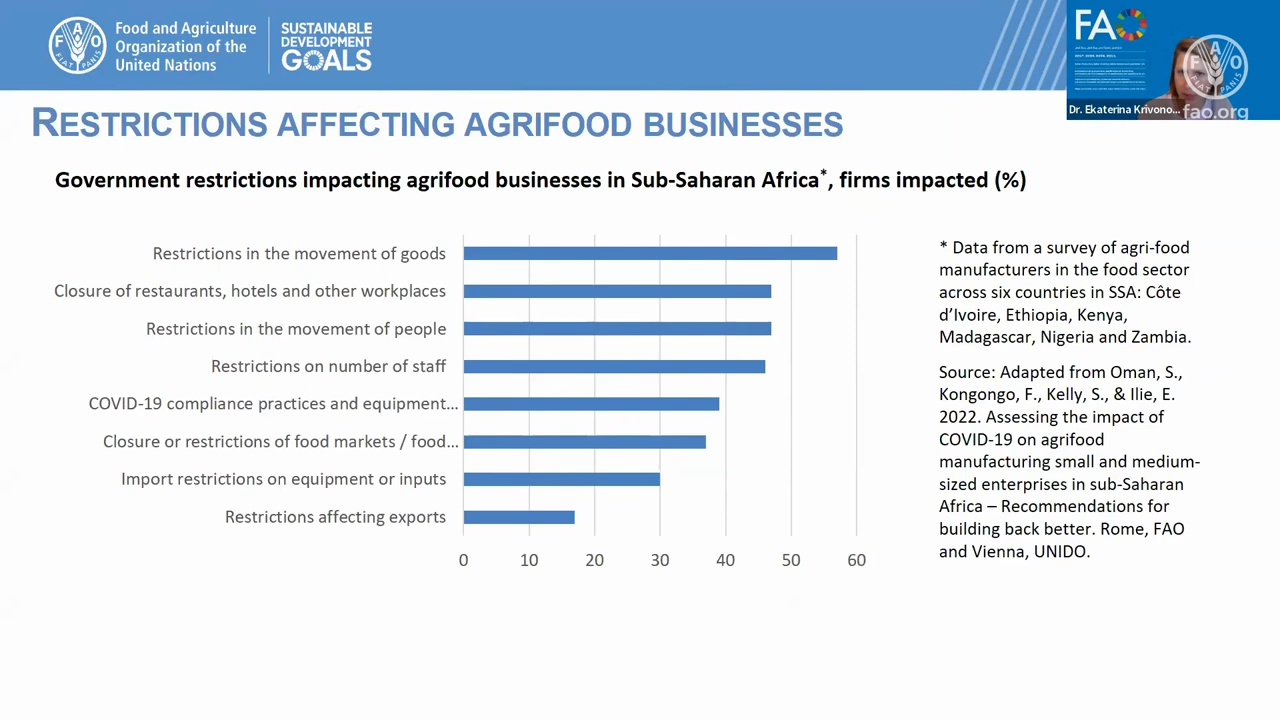 Food and Agriculture
Organization of the
United Nations
SUSTAINABLE
DEVELOPMENT
GOALS
F A O
FIAT PANIS
FAO
Dr. Ekaterina Krivono...
F A O
FIAT PANIS
fao.org
RESTRICTIONS AFFECTING AGRIFOOD BUSINESSES
Government restrictions impacting agrifood businesses in Sub-Saharan Africa*, firms impacted (%)
Restrictions in the movement of goods
Closure of restaurants, hotels and other workplaces
Restrictions in the movement of people
Restrictions on number of staff
COVID-19 compliance practices and equipment...
Closure or restrictions of food markets / food...
Import restrictions on equipment or inputs
Restrictions affecting exports
0 10 20 30 40 50 60
* Data from a survey of agri-food
manufacturers in the food sector
across six countries in SSA: Côte
d’Ivoire, Ethiopia, Kenya,
Madagascar, Nigeria and Zambia.
Source: Adapted from Oman, S.,
Kongongo, F., Kelly, S., & Ilie, E.
2022. Assessing the impact of
COVID-19 on agrifood
manufacturing small and medium-
sized enterprises in sub-Saharan
Africa – Recommendations for
building back better. Rome, FAO
and Vienna, UNIDO.